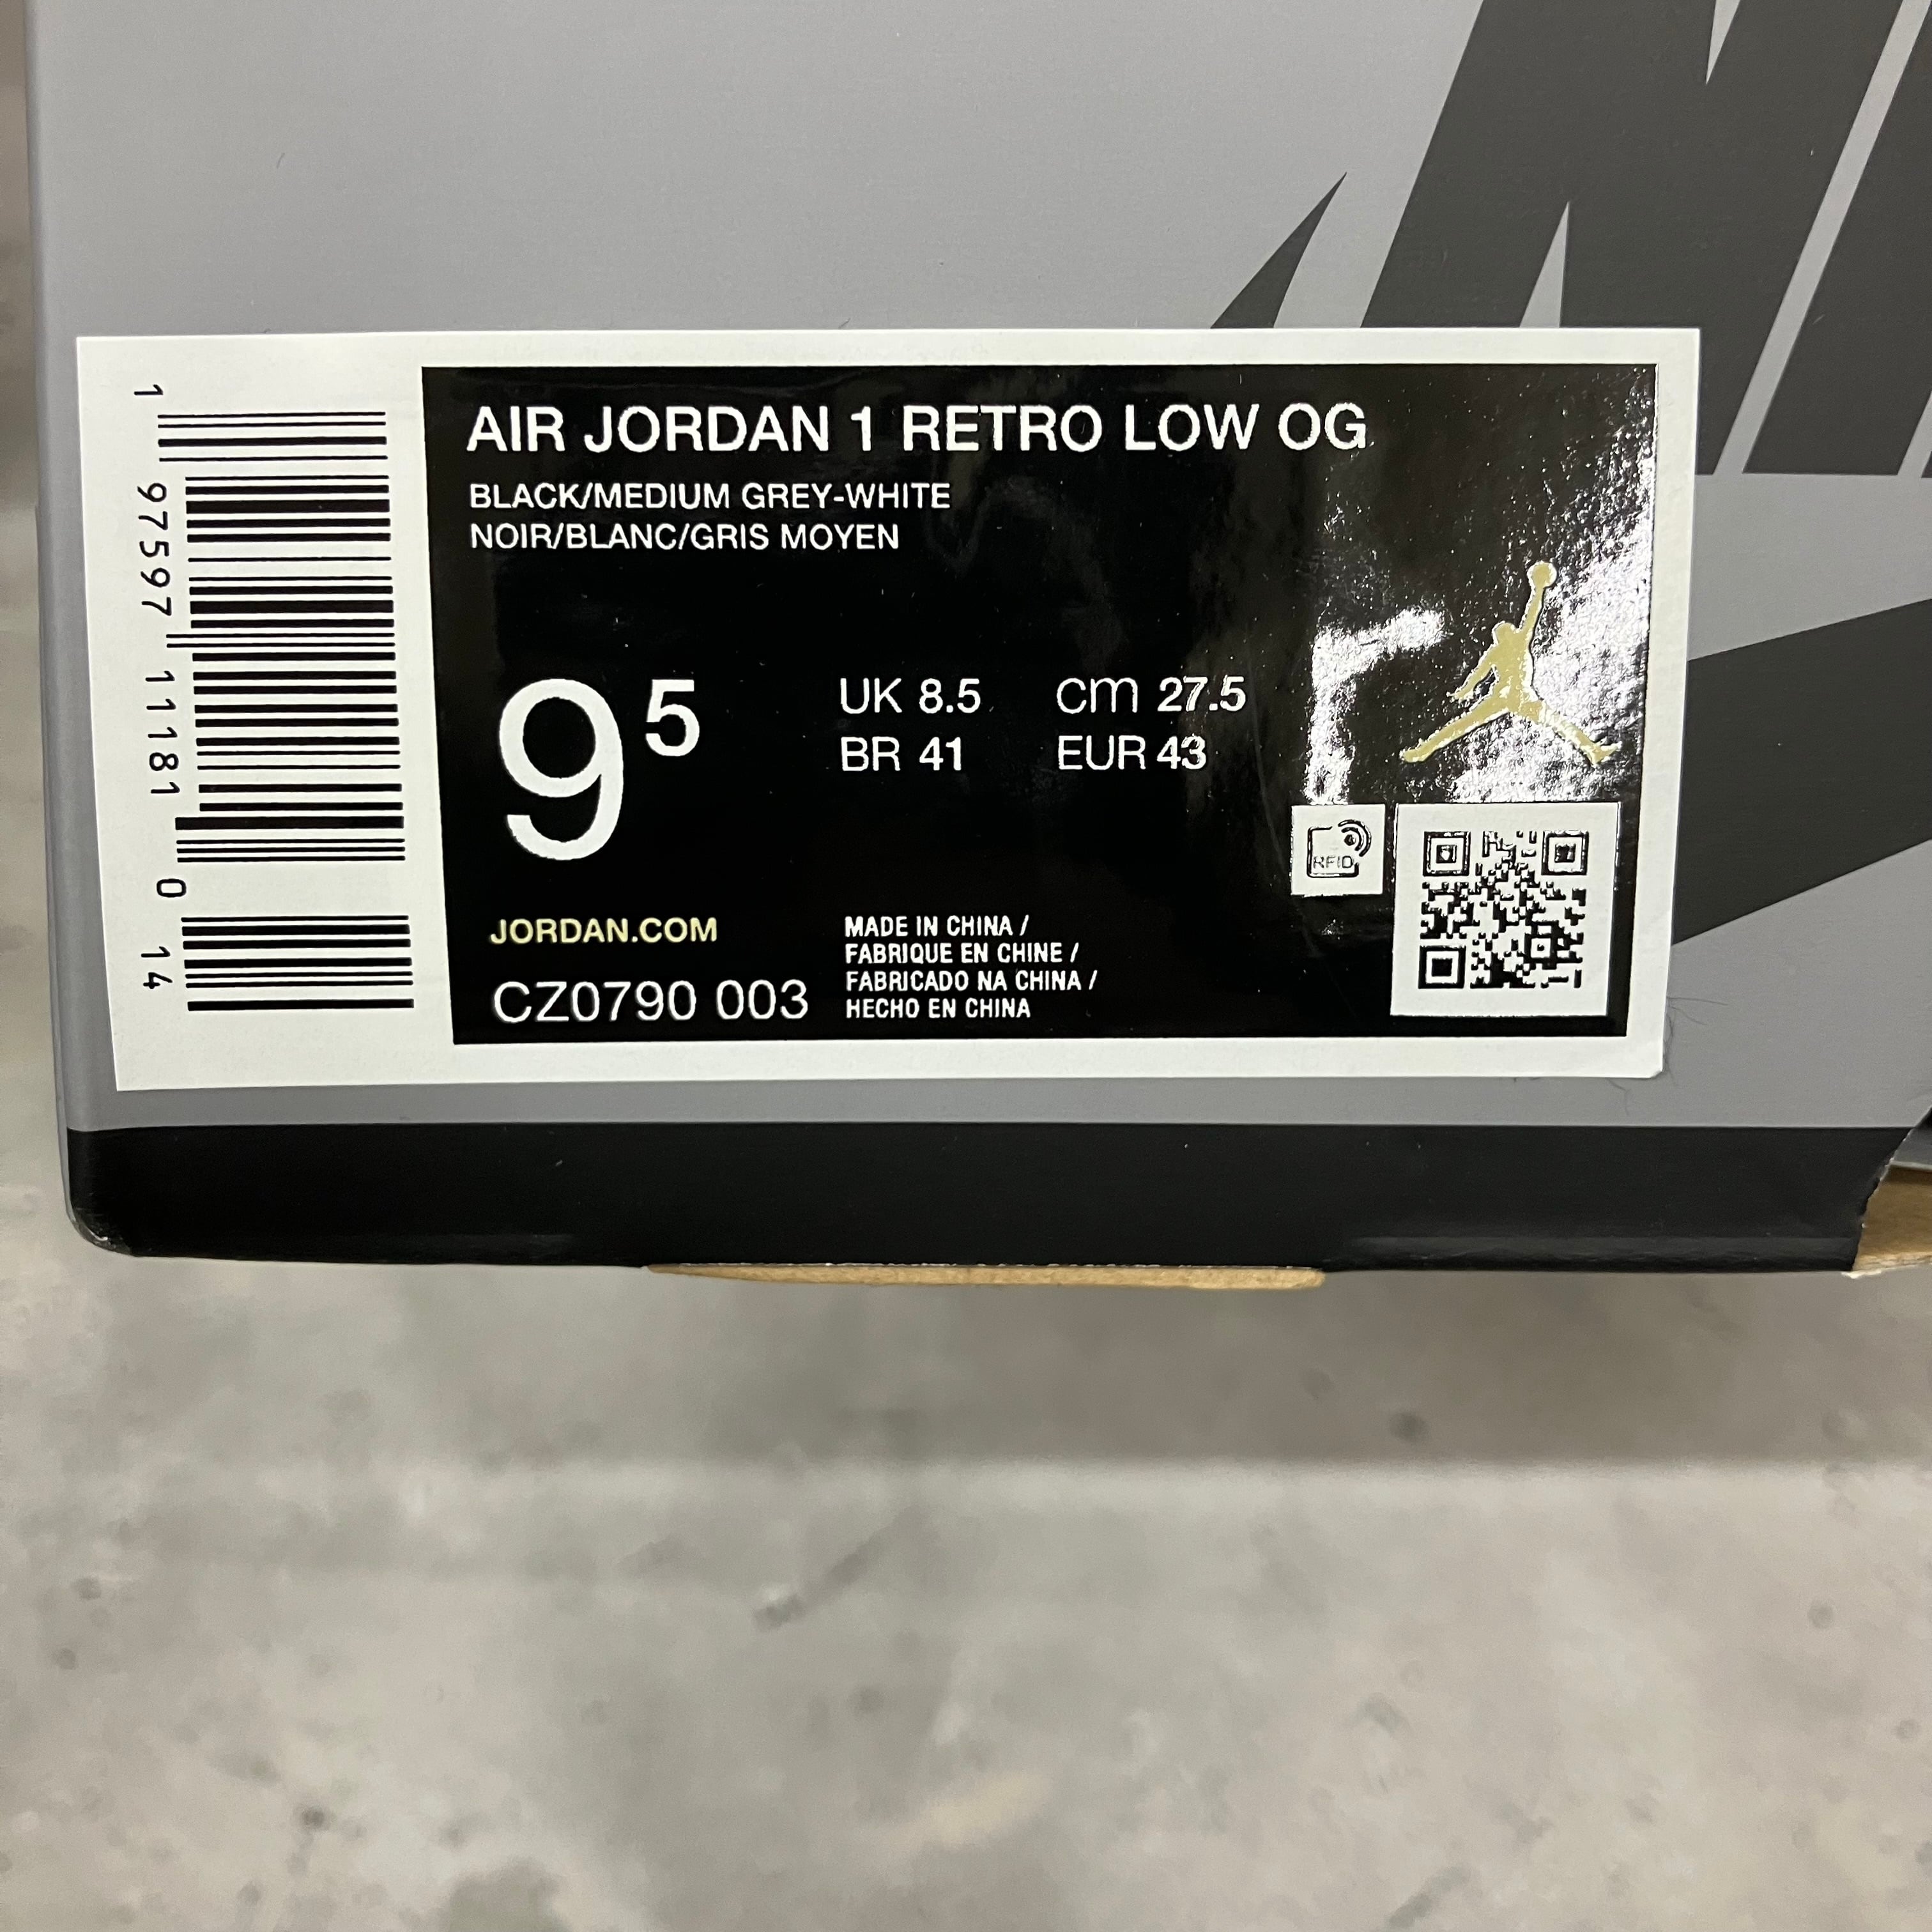 AIR JORDAN 1 RETRO LOW OG
BLACK/MEDIUM GREY-WHITE
NOIR/BLANC/GRIS MOYEN
9 5
UK 8.5 cm 27.5
BR 41 EUR 43
RFID
JORDAN.COM
CZ0790 003
MADE IN CHINA /
FABRIQUE EN CHINE /
FABRICADO NA CHINA /
HECHO EN CHINA
1 97597 11181 0 14